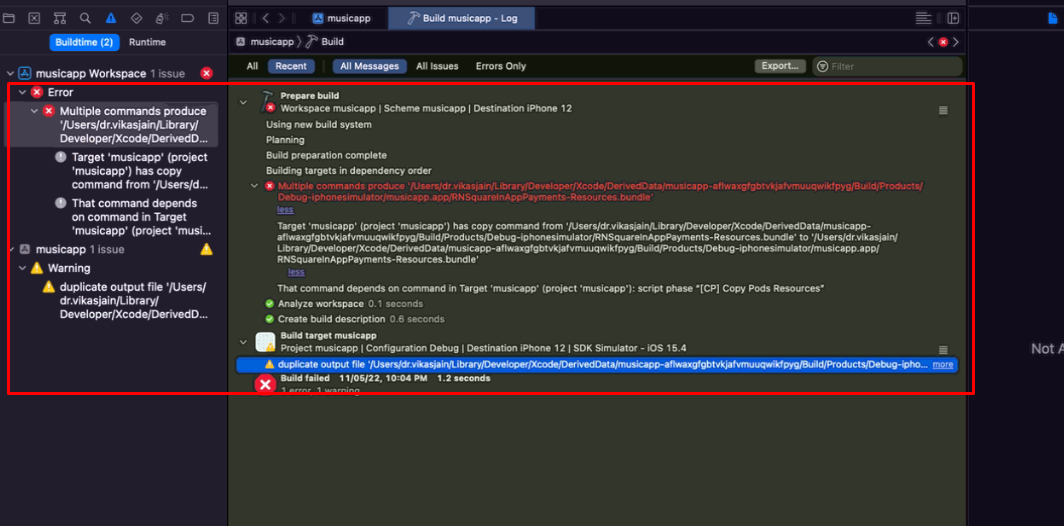 musicapp
Build musicapp - Log
Buildtime (2)
Runtime
musicapp
Build
All
Recent
All Messages
All Issues
Errors Only
Export...
Filter
musicapp Workspace 1 issue
Error
Multiple commands produce
'/Users/dr.vikasjain/Library/
Developer/Xcode/DerivedD...
Target 'musicapp' (project
'musicapp') has copy
command from '/Users/d...
That command depends
on command in Target
'musicapp' (project 'musi...
musicapp 1 issue
Warning
duplicate output file '/Users/
dr.vikasjain/Library/
Developer/Xcode/DerivedD...
Prepare build
Workspace musicapp | Scheme musicapp | Destination iPhone 12
Using new build system
Planning
Build preparation complete
Building targets in dependency order
Multiple commands produce '/Users/dr.vikasjain/Library/Developer/Xcode/DerivedData/musicapp-aflwaxgfgbtvkjafvmuuqwikfpyg/Build/Products/
Debug-iphonesimulator/musicapp.app/RNSquareInAppPayments-Resources.bundle'
less
Target 'musicapp' (project 'musicapp') has copy command from '/Users/dr.vikasjain/Library/Developer/Xcode/DerivedData/musicapp-
aflwaxgfgbtvkjafvmuuqwikfpyg/Build/Products/Debug-iphonesimulator/RNSquareInAppPayments-Resources.bundle' to '/Users/dr.vikasjain/
Library/Developer/Xcode/DerivedData/musicapp-aflwaxgfgbtvkjafvmuuqwikfpyg/Build/Products/Debug-iphonesimulator/musicapp.app/
RNSquareInAppPayments-Resources.bundle'
less
That command depends on command in Target 'musicapp' (project 'musicapp'): script phase “[CP] Copy Pods Resources”
Analyze workspace 0.1 seconds
Create build description 0.6 seconds
Build target musicapp
Project musicapp | Configuration Debug | Destination iPhone 12 | SDK Simulator - iOS 15.4
duplicate output file '/Users/dr.vikasjain/Library/Developer/Xcode/DerivedData/musicapp-aflwaxgfgbtvkjafvmuuqwikfpyg/Build/Products/Debug-ipho... more
Build failed 11/05/22, 10:04 PM 1.2 seconds
1 error, 1 warning
Not A